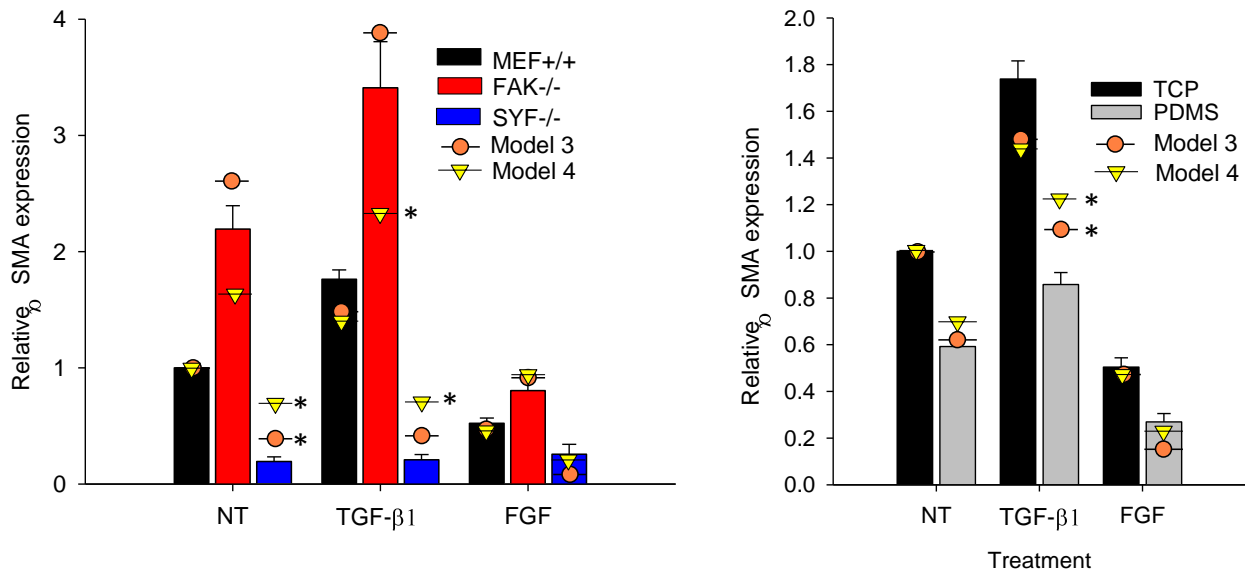 Relative α SMA expression
4
3
2
1
0
MEF+/+
FAK-/-
SYF-/-
Model 3
Model 4
*
*
*
*
NT
TGF-β1
FGF
Relative α SMA expression
2.0
1.8
1.6
1.4
1.2
1.0
0.8
0.6
0.4
0.2
0.0
TCP
PDMS
Model 3
Model 4
*
*
NT
TGF-β1
FGF
Treatment